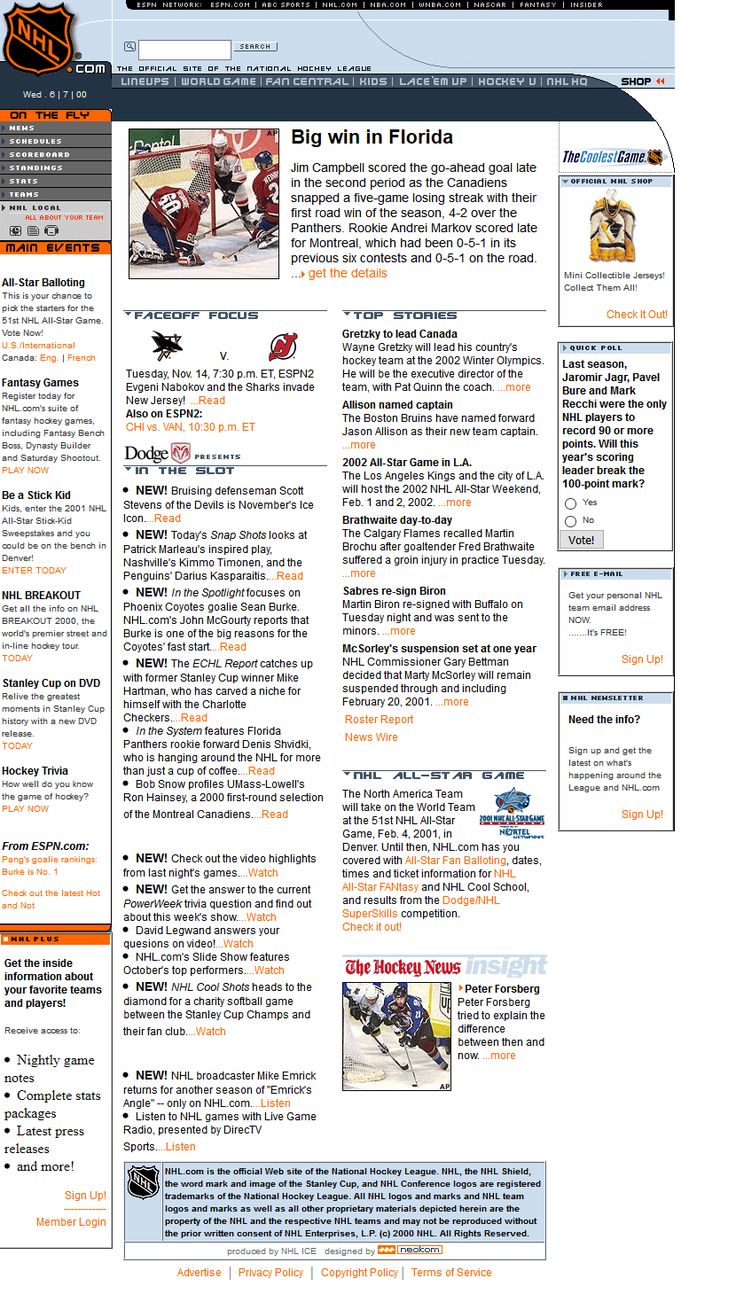 ESPN NETWORK: ESPN.COM | ABC SPORTS | NHL.COM | NBA.COM | WNBA.COM | NASCAR | FANTASY | INSIDER
NHL
.COM
SEARCH
THE OFFICIAL SITE OF THE NATIONAL HOCKEY LEAGUE
LINEUPS | WORLD GAME | FAN CENTRAL | KIDS | LACE 'EM UP | HOCKEY U | NHL HQ
SHOP
Wed . 6 | 7 | 00
ON THE FLY
NEWS
SCHEDULES
SCOREBOARD
STANDINGS
STATS
TEAMS
NHL LOCAL
ALL ABOUT YOUR TEAM
MAIN EVENTS
All-Star Balloting
This is your chance to
pick the starters for the
51st NHL All-Star Game.
Vote Now!
U.S./International
Canada: Eng. | French
Fantasy Games
Register today for
NHL.com's suite of
fantasy hockey games,
including Fantasy Bench
Boss, Dynasty Builder
and Saturday Shootout.
PLAY NOW
Be a Stick Kid
Kids, enter the 2001 NHL
All-Star Stick-Kid
Sweepstakes and you
could be on the bench in
Denver!
ENTER TODAY
NHL BREAKOUT
Get all the info on NHL
BREAKOUT 2000, the
world's premier street and
in-line hockey tour.
TODAY
Stanley Cup on DVD
Relive the greatest
moments in Stanley Cup
history with a new DVD
release.
TODAY
Hockey Trivia
How well do you know
the game of hockey?
PLAY NOW
From ESPN.com:
Pang's goalie rankings:
Burke is No. 1
Check out the latest Hot
and Not
NHL PLUS
Get the inside
information about
your favorite teams
and players!
Receive access to:
• Nightly game
notes
• Complete stats
packages
• Latest press
releases
• and more!
Sign Up!
------------
Member Login
AP
Big win in Florida
Jim Campbell scored the go-ahead goal late
in the second period as the Canadiens
snapped a five-game losing streak with their
first road win of the season, 4-2 over the
Panthers. Rookie Andrei Markov scored late
for Montreal, which had been 0-5-1 in its
previous six contests and 0-5-1 on the road.
... get the details
FACEOFF FOCUS
V.
Tuesday, Nov. 14, 7:30 p.m. ET, ESPN2
Evgeni Nabokov and the Sharks invade
New Jersey! ...Read
Also on ESPN2:
CHI vs. VAN, 10:30 p.m. ET
Dodge PRESENTS
IN THE SLOT
• NEW! Bruising defenseman Scott
Stevens of the Devils is November's Ice
Icon....Read
• NEW! Today's Snap Shots looks at
Patrick Marleau's inspired play,
Nashville's Kimmo Timonen, and the
Penguins' Darius Kasparaitis....Read
• NEW! In the Spotlight focuses on
Phoenix Coyotes goalie Sean Burke.
NHL.com's John McGourty reports that
Burke is one of the big reasons for the
Coyotes' fast start....Read
• NEW! The ECHL Report catches up
with former Stanley Cup winner Mike
Hartman, who has carved a niche for
himself with the Charlotte
Checkers....Read
• In the System features Florida
Panthers rookie forward Denis Shvidki,
who is hanging around the NHL for more
than just a cup of coffee....Read
• Bob Snow profiles UMass-Lowell's
Ron Hainsey, a 2000 first-round selection
of the Montreal Canadiens....Read
• NEW! Check out the video highlights
from last night's games....Watch
• NEW! Get the answer to the current
PowerWeek trivia question and find out
about this week's show....Watch
• David Legwand answers your
quesions on video!...Watch
• NHL.com's Slide Show features
October's top performers....Watch
• NEW! NHL Cool Shots heads to the
diamond for a charity softball game
between the Stanley Cup Champs and
their fan club....Watch
• NEW! NHL broadcaster Mike Emrick
returns for another season of "Emrick's
Angle" -- only on NHL.com....Listen
• Listen to NHL games with Live Game
Radio, presented by DirecTV
Sports....Listen
TOP STORIES
Gretzky to lead Canada
Wayne Gretzky will lead his country's
hockey team at the 2002 Winter Olympics.
He will be the executive director of the
team, with Pat Quinn the coach. ...more
Allison named captain
The Boston Bruins have named forward
Jason Allison as their new team captain.
...more
2002 All-Star Game in L.A.
The Los Angeles Kings and the city of L.A.
will host the 2002 NHL All-Star Weekend,
Feb. 1 and 2, 2002. ...more
Brathwaite day-to-day
The Calgary Flames recalled Martin
Brochu after goaltender Fred Brathwaite
suffered a groin injury in practice Tuesday.
...more
Sabres re-sign Biron
Martin Biron re-signed with Buffalo on
Tuesday night and was sent to the
minors. ...more
McSorley's suspension set at one year
NHL Commissioner Gary Bettman
decided that Marty McSorley will remain
suspended through and including
February 20, 2001. ...more
Roster Report
News Wire
NHL ALL-STAR GAME
The North America Team
will take on the World Team
at the 51st NHL All-Star
Game, Feb. 4, 2001, in
Denver. Until then, NHL.com has you
covered with All-Star Fan Balloting, dates,
times and ticket information for NHL
All-Star FANtasy and NHL Cool School,
and results from the Dodge/NHL
SuperSkills competition.
Check it out!
2001 NHL ALL-STAR GAME
NORTEL
NETWORKS
The Hockey News insight
AP
Peter Forsberg
Peter Forsberg
tried to explain the
difference
between then and
now. ...more
TheCoolestGame.
OFFICIAL NHL SHOP
Mini Collectible Jerseys!
Collect Them All!
Check It Out!
QUICK POLL
Last season,
Jaromir Jagr, Pavel
Bure and Mark
Recchi were the only
NHL players to
record 90 or more
points. Will this
year's scoring
leader break the
100-point mark?
Yes
No
Vote!
FREE E-MAIL
Get your personal NHL
team email address
NOW.
.......It's FREE!
Sign Up!
NHL NEWSLETTER
Need the info?
Sign up and get the
latest on what's
happening around the
League and NHL.com
Sign Up!
NHL
NHL.com is the official Web site of the National Hockey League. NHL, the NHL Shield,
the word mark and image of the Stanley Cup, and NHL Conference logos are registered
trademarks of the National Hockey League. All NHL logos and marks and NHL team
logos and marks as well as all other proprietary materials depicted herein are the
property of the NHL and the respective NHL teams and may not be reproduced without
the prior written consent of NHL Enterprises, L.P. (c) 2000 NHL. All Rights Reserved.
produced by NHL ICE designed by neokom
Advertise | Privacy Policy | Copyright Policy | Terms of Service